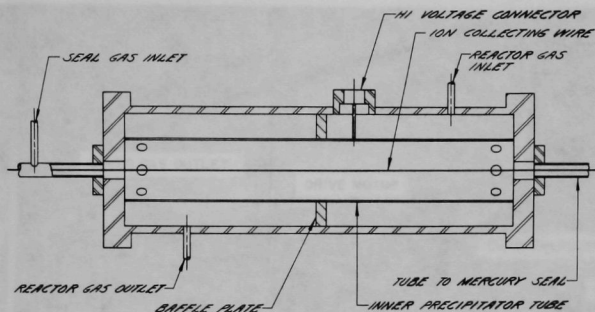 HI VOLTAGE CONNECTOR
ION COLLECTING WIRE
SEAL GAS INLET
REACTOR GAS
INLET
REACTOR GAS OUTLET
BAFFLE PLATE
TUBE TO MERCURY SEAL
INNER PRECIPITATOR TUBE